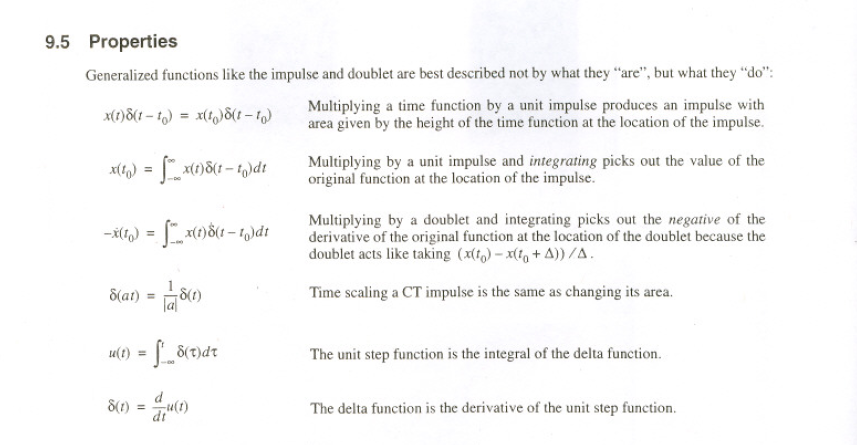 9.5 Properties
Generalized functions like the impulse and doublet are best described not by what they “are”, but what they “do”:
x(t)δ(t – t₀) = x(t₀)δ(t – t₀)
Multiplying a time function by a unit impulse produces an impulse with
area given by the height of the time function at the location of the impulse.
x(t₀) = ∫_{-∞}^{∞} x(t)δ(t – t₀)dt
Multiplying by a unit impulse and integrating picks out the value of the
original function at the location of the impulse.
–ẋ(t₀) = ∫_{-∞}^{∞} x(t)δ̇(t – t₀)dt
Multiplying by a doublet and integrating picks out the negative of the
derivative of the original function at the location of the doublet because the
doublet acts like taking (x(t₀) – x(t₀ + Δ)) /Δ.
δ(at) = 1/|a| δ(t)
Time scaling a CT impulse is the same as changing its area.
u(t) = ∫_{-∞}^{t} δ(τ)dτ
The unit step function is the integral of the delta function.
δ(t) = d/dt u(t)
The delta function is the derivative of the unit step function.